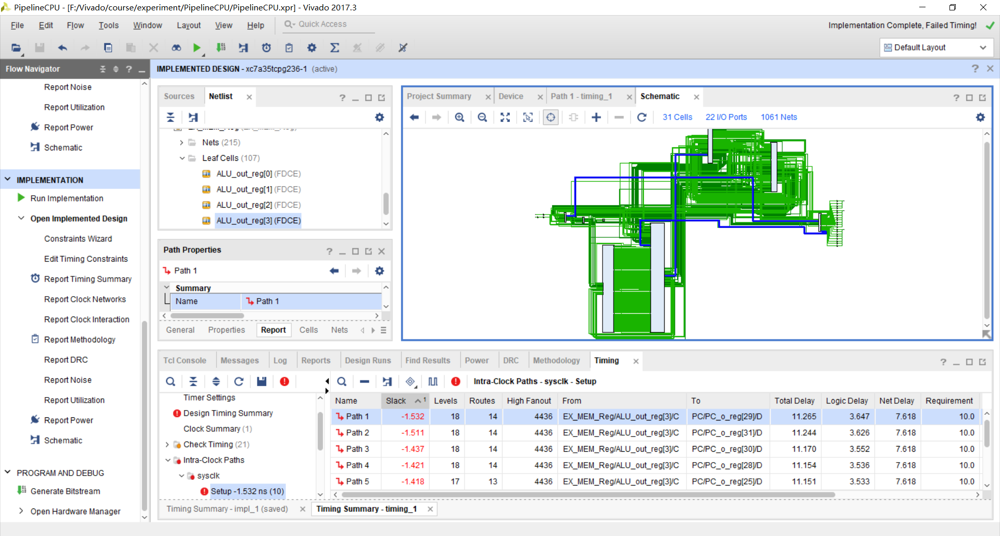 PipelineCPU - [F:/Vivado/course/experiment/PipelineCPU/PipelineCPU.xpr] - Vivado 2017.3
File Edit Flow Tools Window Layout View Help Quick Access
Implementation Complete, Failed Timing!
Default Layout
Flow Navigator
Report Noise
Report Utilization
Report Power
Schematic
IMPLEMENTATION
Run Implementation
Open Implemented Design
Constraints Wizard
Edit Timing Constraints
Report Timing Summary
Report Clock Networks
Report Clock Interaction
Report Methodology
Report DRC
Report Noise
Report Utilization
Report Power
Schematic
PROGRAM AND DEBUG
Generate Bitstream
Open Hardware Manager
IMPLEMENTED DESIGN - xc7a35tcpg236-1 (active)
Sources Netlist
Nets (215)
Leaf Cells (107)
ALU_out_reg[0] (FDCE)
ALU_out_reg[1] (FDCE)
ALU_out_reg[2] (FDCE)
ALU_out_reg[3] (FDCE)
Path Properties
Path 1
Summary
Name Path 1
General Properties Report Cells Nets
Project Summary Device Path 1 - timing_1 Schematic
31 Cells 22 I/O Ports 1061 Nets
Tcl Console Messages Log Reports Design Runs Find Results Power DRC Methodology Timing
Timer Settings
Design Timing Summary
Clock Summary (1)
Check Timing (21)
Intra-Clock Paths
sysclk
Setup -1.532 ns (10)
Intra-Clock Paths - sysclk - Setup
Name Slack 1 Levels Routes High Fanout From To Total Delay Logic Delay Net Delay Requirement
Path 1 -1.532 18 14 4436 EX_MEM_Reg/ALU_out_reg[3]/C PC/PC_o_reg[29]/D 11.265 3.647 7.618 10.0
Path 2 -1.511 18 14 4436 EX_MEM_Reg/ALU_out_reg[3]/C PC/PC_o_reg[31]/D 11.244 3.626 7.618 10.0
Path 3 -1.437 18 14 4436 EX_MEM_Reg/ALU_out_reg[3]/C PC/PC_o_reg[30]/D 11.170 3.552 7.618 10.0
Path 4 -1.421 18 14 4436 EX_MEM_Reg/ALU_out_reg[3]/C PC/PC_o_reg[28]/D 11.154 3.536 7.618 10.0
Path 5 -1.418 17 13 4436 EX_MEM_Reg/ALU_out_reg[3]/C PC/PC_o_reg[25]/D 11.151 3.533 7.618 10.0
Timing Summary - impl_1 (saved) Timing Summary - timing_1